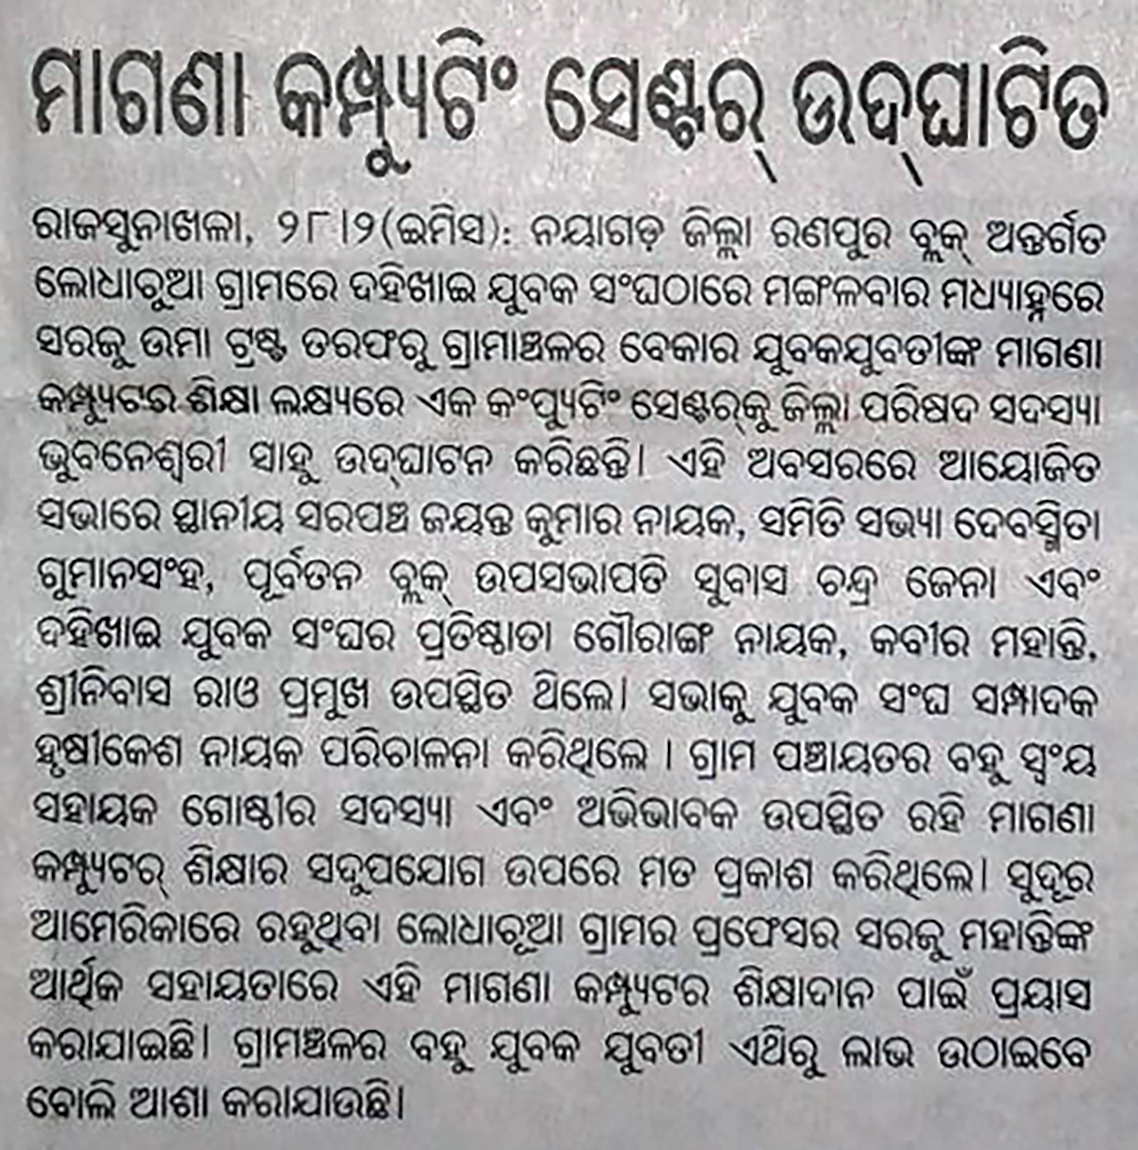 ମାଗଣା କମ୍ପ୍ୟୁଟିଂ ସେଣ୍ଟର୍ ଉଦ୍‌ଘାଟିତ
ରାଜସୁନାଖଳା, ୨୮।୨(ଇମିସ): ନୟାଗଡ଼ ଜିଲ୍ଲା ରଣପୁର ବ୍ଲକ୍ ଅନ୍ତର୍ଗତ
ଲୋଧାଚୁଆ ଗ୍ରାମରେ ଦହିଖାଇ ଯୁବକ ସଂଘଠାରେ ମଙ୍ଗଳବାର ମଧ୍ୟାହ୍ନରେ
ସରଜୁ ଉମା ଟ୍ରଷ୍ଟ ତରଫରୁ ଗ୍ରାମାଞ୍ଚଳର ବେକାର ଯୁବକଯୁବତୀଙ୍କ ମାଗଣା
କମ୍ପ୍ୟୁଟର ଶିକ୍ଷା ଲକ୍ଷ୍ୟରେ ଏକ କଂପ୍ୟୁଟିଂ ସେଣ୍ଟର୍‌କୁ ଜିଲ୍ଲା ପରିଷଦ ସଦସ୍ୟା
ଭୁବନେଶ୍ୱରୀ ସାହୁ ଉଦ୍‌ଘାଟନ କରିଛନ୍ତି। ଏହି ଅବସରରେ ଆୟୋଜିତ
ସଭାରେ ସ୍ଥାନୀୟ ସରପଞ୍ଚ ଜୟନ୍ତ କୁମାର ନାୟକ, ସମିତି ସଭ୍ୟା ଦେବସ୍ମିତା
ଗୁମାନସଂହ, ପୂର୍ବତନ ବ୍ଲକ୍ ଉପସଭାପତି ସୁବାସ ଚନ୍ଦ୍ର ଜେନା ଏବଂ
ଦହିଖାଇ ଯୁବକ ସଂଘର ପ୍ରତିଷ୍ଠାତା ଗୌରାଙ୍ଗ ନାୟକ, କବୀର ମହାନ୍ତି,
ଶ୍ରୀନିବାସ ରାଓ ପ୍ରମୁଖ ଉପସ୍ଥିତ ଥିଲେ। ସଭାକୁ ଯୁବକ ସଂଘ ସମ୍ପାଦକ
ହୃଷୀକେଶ ନାୟକ ପରିଚାଳନା କରିଥିଲେ । ଗ୍ରାମ ପଞ୍ଚାୟତର ବହୁ ସ୍ୱଂୟ
ସହାୟକ ଗୋଷ୍ଠୀର ସଦସ୍ୟା ଏବଂ ଅଭିଭାବକ ଉପସ୍ଥିତ ରହି ମାଗଣା
କମ୍ପ୍ୟୁଟର୍ ଶିକ୍ଷାର ସଦୁପଯୋଗ ଉପରେ ମତ ପ୍ରକାଶ କରିଥିଲେ। ସୁଦୂର
ଆମେରିକାରେ ରହୁଥିବା ଲୋଧାଚୂଆ ଗ୍ରାମର ପ୍ରଫେସର ସରଜୁ ମହାନ୍ତିଙ୍କ
ଆର୍ଥିକ ସହାୟତାରେ ଏହି ମାଗଣା କମ୍ପ୍ୟୁଟର ଶିକ୍ଷାଦାନ ପାଇଁ ପ୍ରୟାସ
କରାଯାଇଛି। ଗ୍ରାମଞ୍ଚଳର ବହୁ ଯୁବକ ଯୁବତୀ ଏଥିରୁ ଲାଭ ଉଠାଇବେ
ବୋଲି ଆଶା କରାଯାଉଛି।